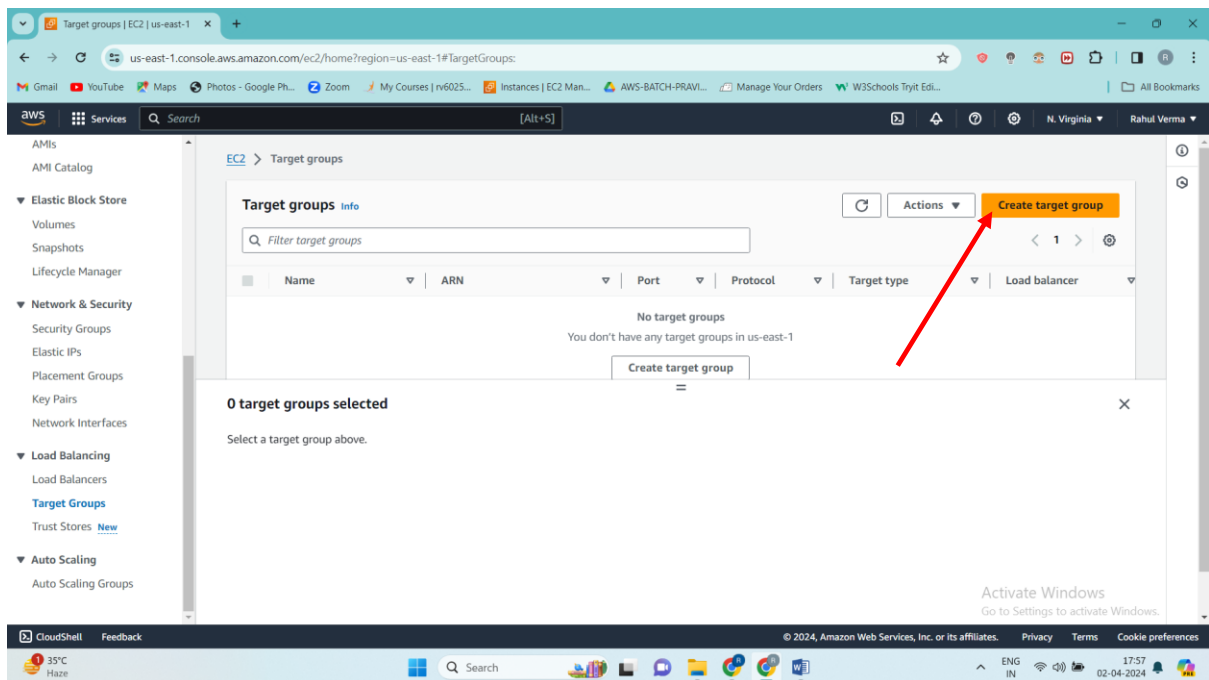 Target groups | EC2 | us-east-1
us-east-1.console.aws.amazon.com/ec2/home?region=us-east-1#TargetGroups:
R
Gmail YouTube Maps Photos - Google Ph... Zoom My Courses | rv6025... Instances | EC2 Man... AWS-BATCH-PRAVI... Manage Your Orders W³ W3Schools Tryit Edi... All Bookmarks
aws Services Search [Alt+S] N. Virginia Rahul Verma
AMIs
AMI Catalog
Elastic Block Store
Volumes
Snapshots
Lifecycle Manager
Network & Security
Security Groups
Elastic IPs
Placement Groups
Key Pairs
Network Interfaces
Load Balancing
Load Balancers
Target Groups
Trust Stores New
Auto Scaling
Auto Scaling Groups
EC2 > Target groups
Target groups Info Actions Create target group
Filter target groups 1
Name ARN Port Protocol Target type Load balancer
No target groups
You don't have any target groups in us-east-1
Create target group
0 target groups selected
Select a target group above.
Activate Windows
Go to Settings to activate Windows.
CloudShell Feedback © 2024, Amazon Web Services, Inc. or its affiliates. Privacy Terms Cookie preferences
1 35°C
Haze
Search
ENG
IN
17:57
02-04-2024